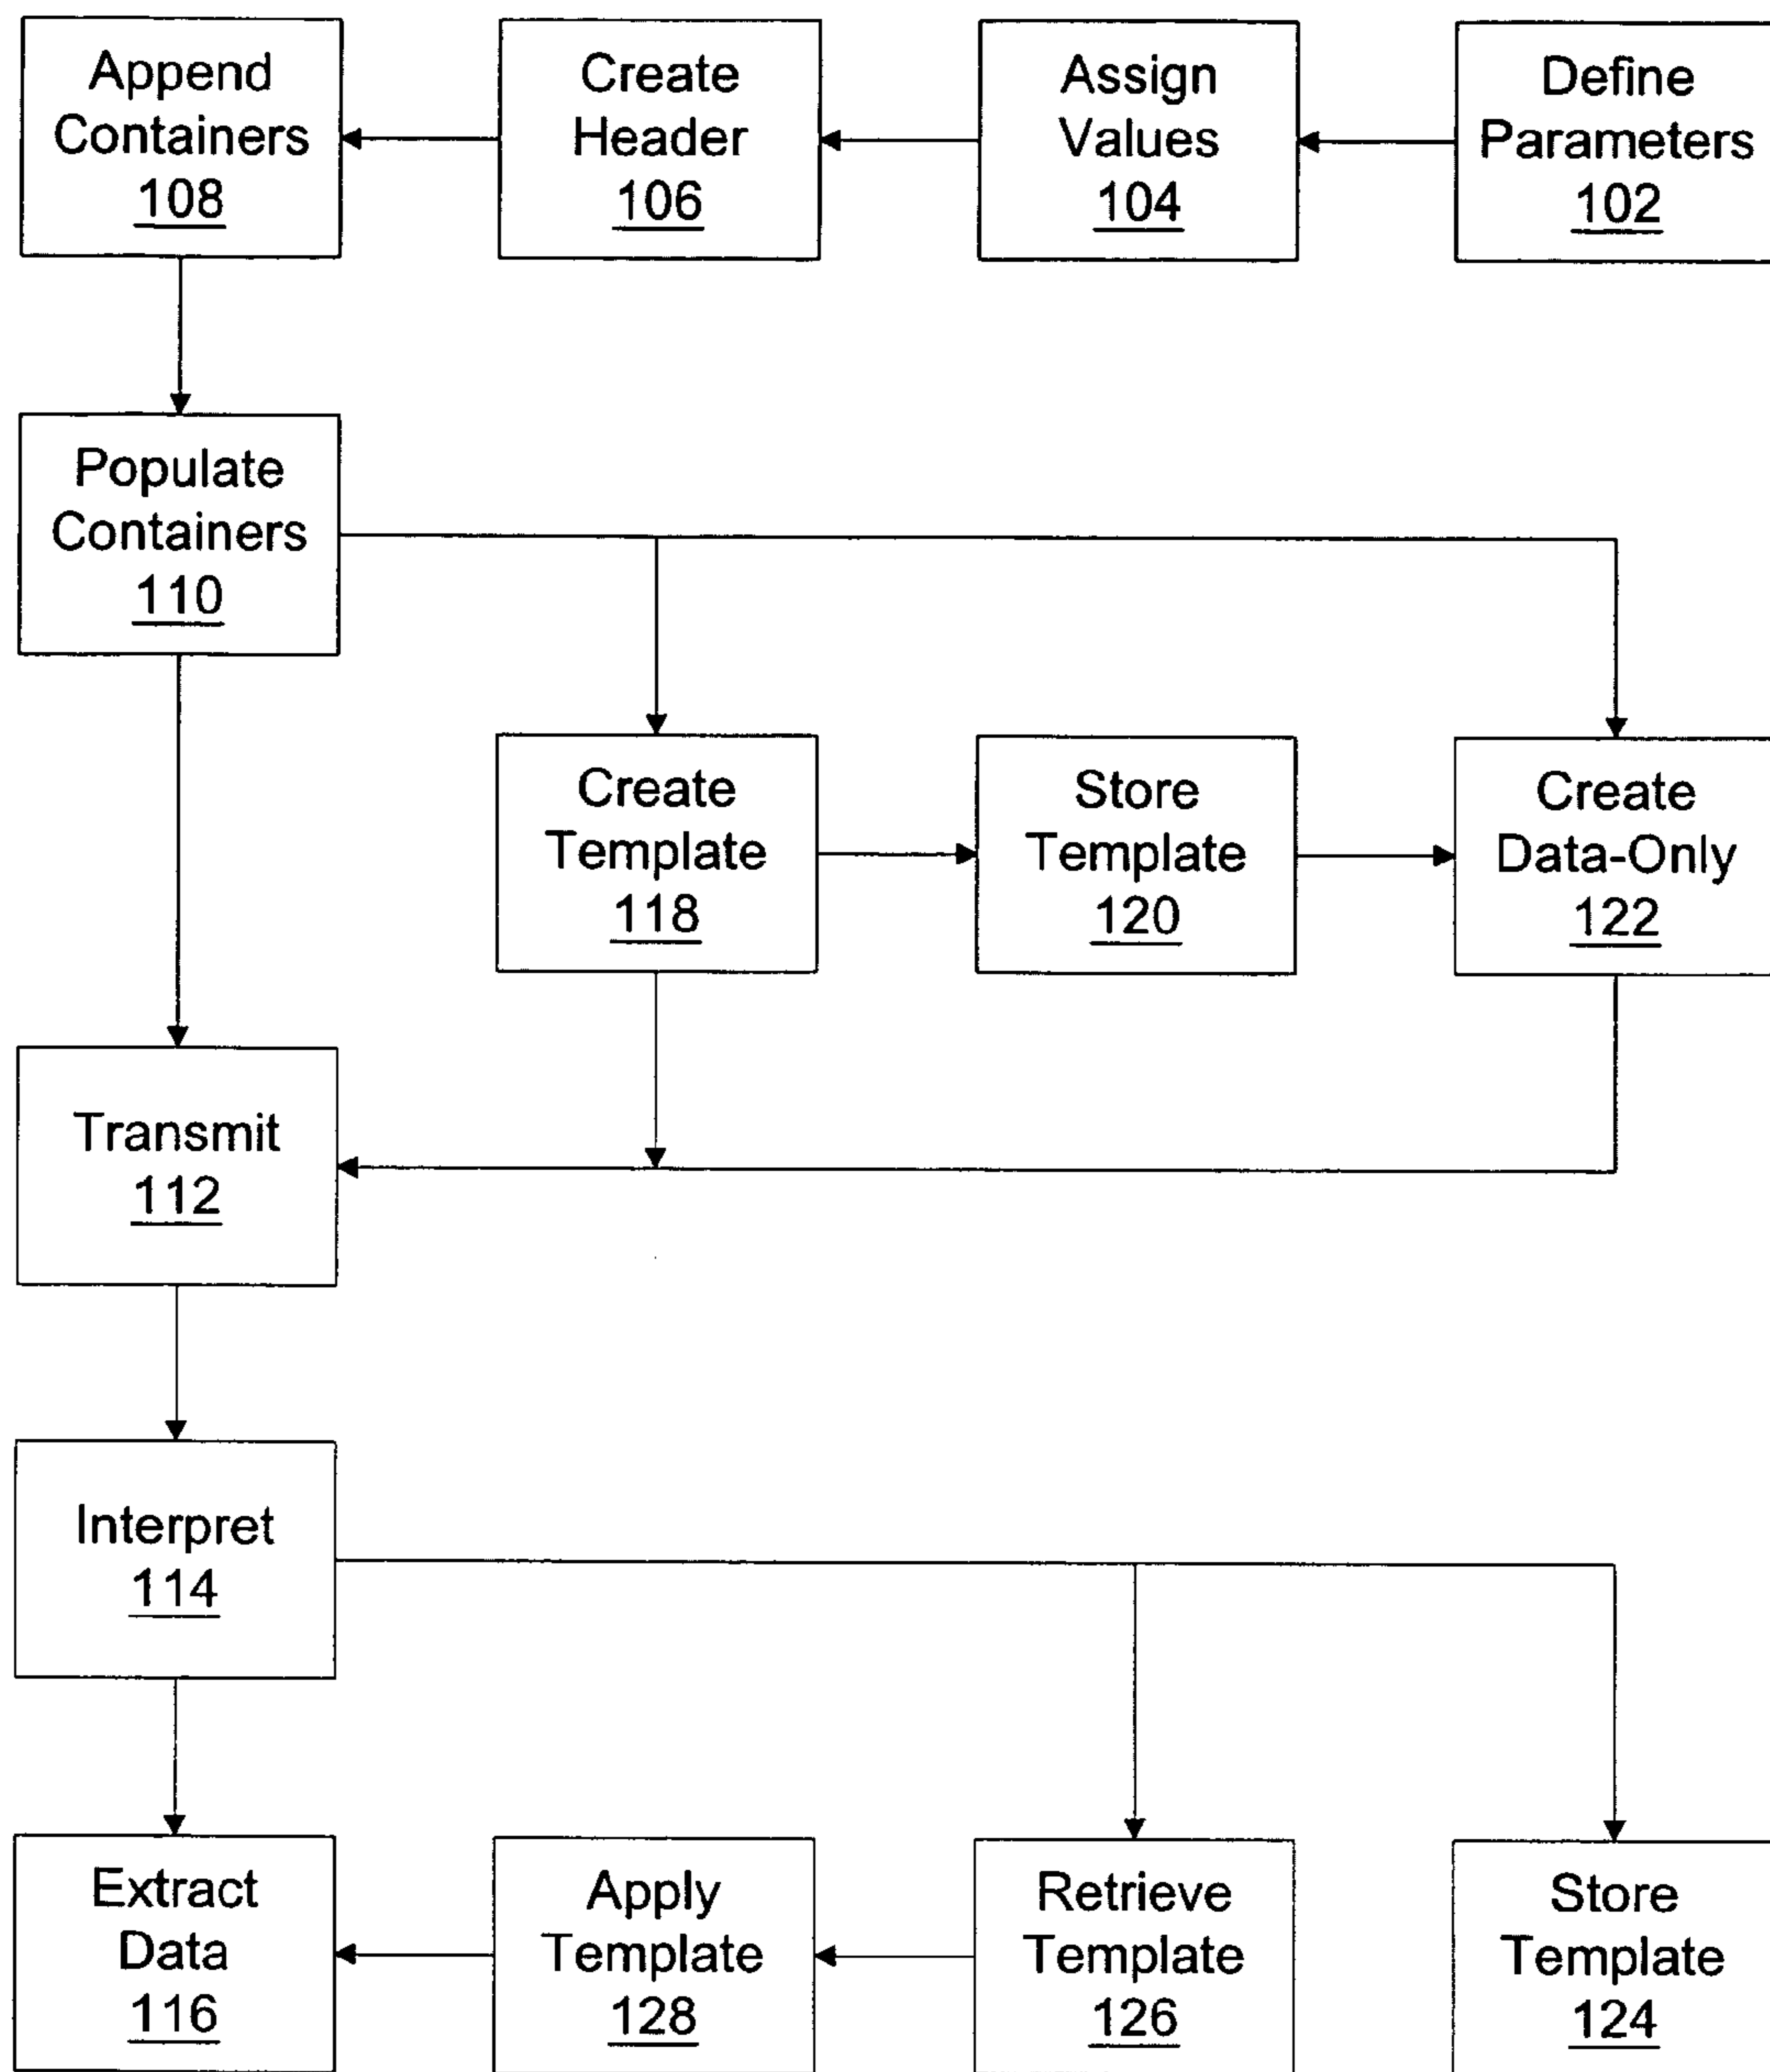 Append
Containers
108
Create
Header
106
Assign
Values
104
Define
Parameters
102
Populate
Containers
110
Create
Template
118
Store
Template
120
Create
Data-Only
122
Transmit
112
Interpret
114
Extract
Data
116
Apply
Template
128
Retrieve
Template
126
Store
Template
124